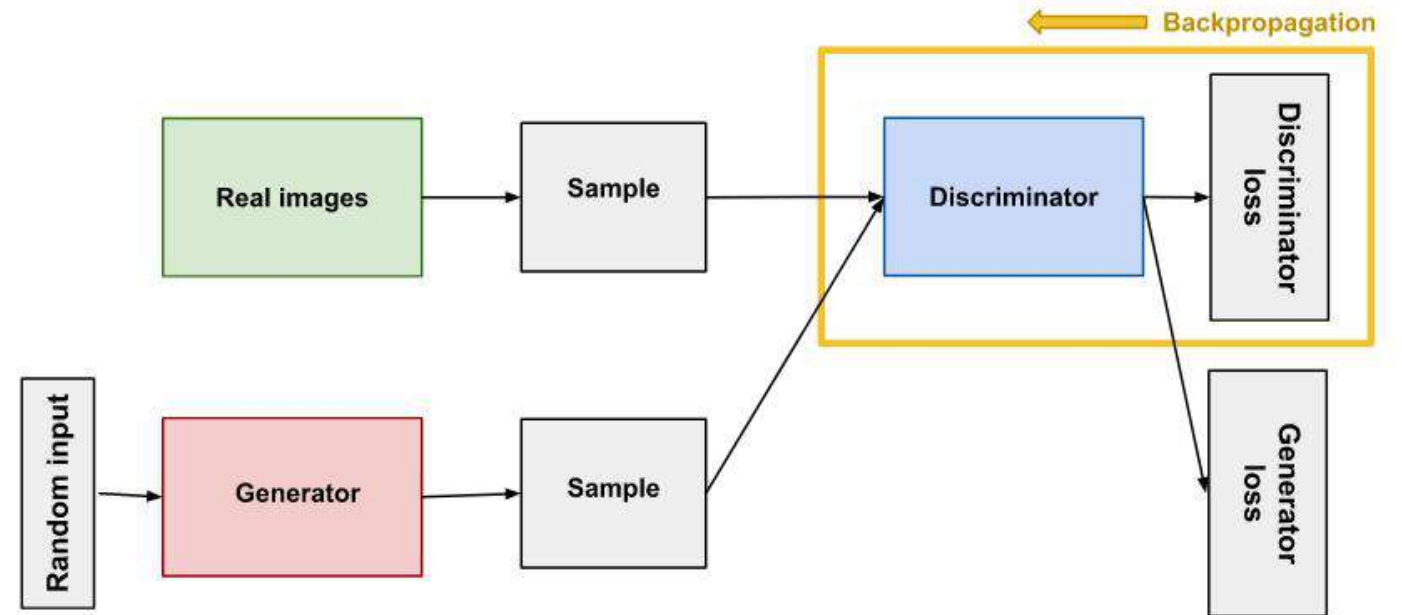 Backpropagation
Real images
Sample
Discriminator
Discriminator
loss
Random input
Generator
Sample
Generator
loss